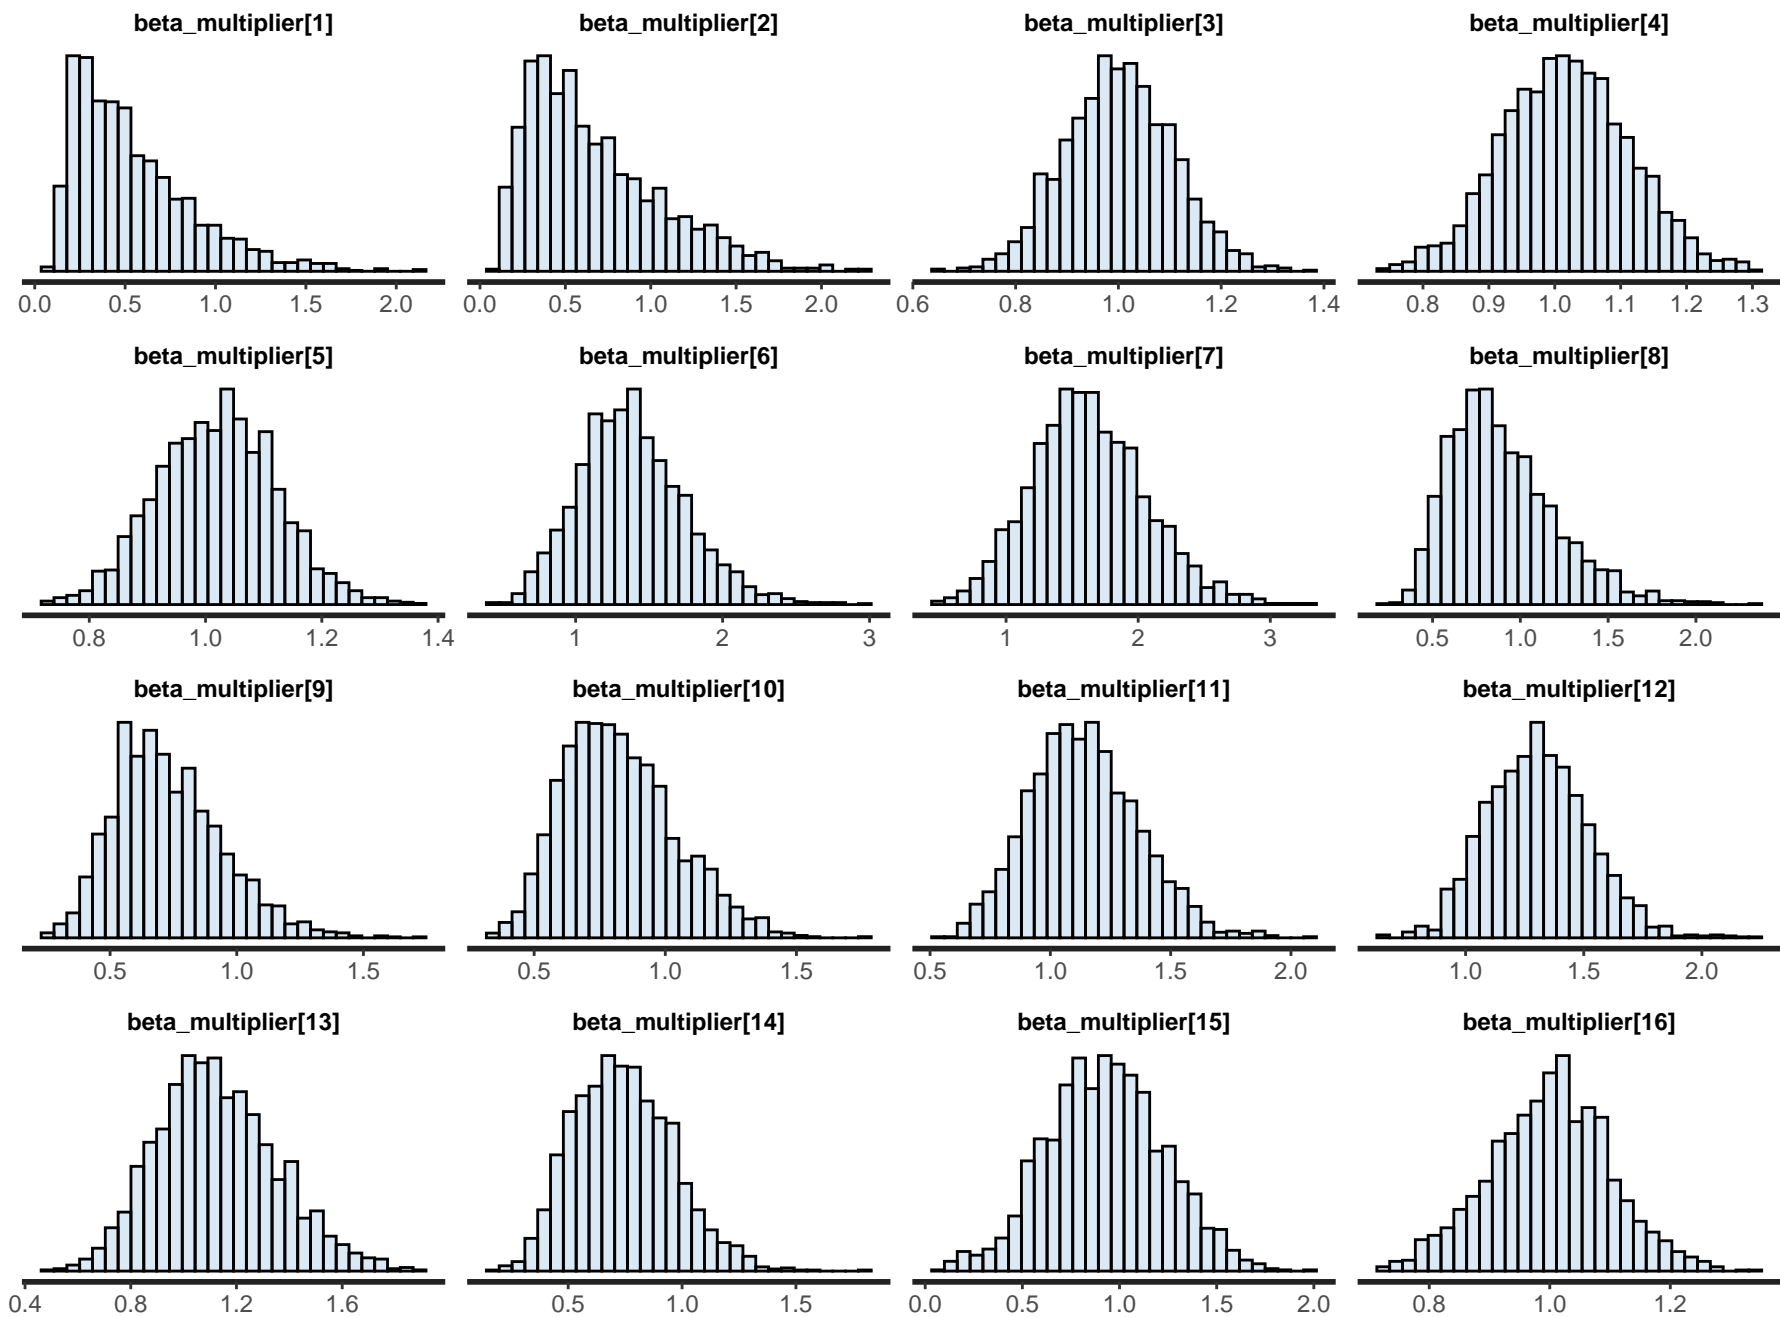 beta_multiplier[1] beta_multiplier[2] beta_multiplier[3] beta_multiplier[4]
0.0 0.5 1.0 1.5 2.0 0.0 0.5 1.0 1.5 2.0 0.6 0.8 1.0 1.2 1.4 0.8 0.9 1.0 1.1 1.2 1.3
beta_multiplier[5] beta_multiplier[6] beta_multiplier[7] beta_multiplier[8]
0.8 1.0 1.2 1.4 1 2 3 1 2 3 0.5 1.0 1.5 2.0
beta_multiplier[9] beta_multiplier[10] beta_multiplier[11] beta_multiplier[12]
0.5 1.0 1.5 0.5 1.0 1.5 0.5 1.0 1.5 2.0 1.0 1.5 2.0
beta_multiplier[13] beta_multiplier[14] beta_multiplier[15] beta_multiplier[16]
0.4 0.8 1.2 1.6 0.5 1.0 1.5 0.0 0.5 1.0 1.5 2.0 0.8 1.0 1.2